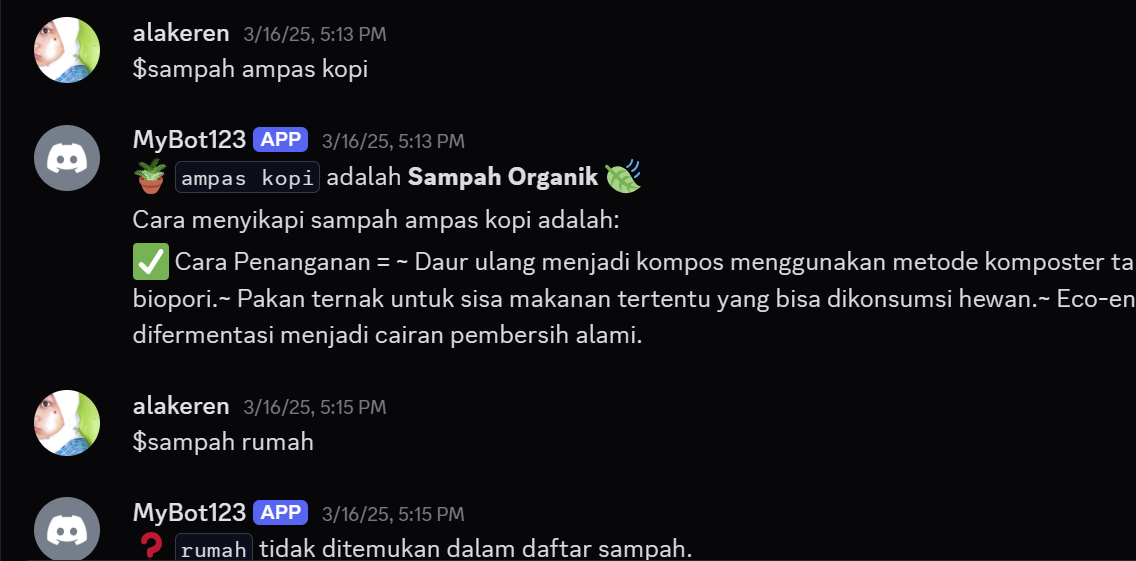 alakeren 3/16/25, 5:13 PM
$sampah ampas kopi
MyBot123 APP 3/16/25, 5:13 PM
ampas kopi adalah Sampah Organik
Cara menyikapi sampah ampas kopi adalah:
Cara Penanganan = ~ Daur ulang menjadi kompos menggunakan metode komposter ta
biopori.~ Pakan ternak untuk sisa makanan tertentu yang bisa dikonsumsi hewan.~ Eco-en
difermentasi menjadi cairan pembersih alami.
alakeren 3/16/25, 5:15 PM
$sampah rumah
MyBot123 APP 3/16/25, 5:15 PM
❓ rumah tidak ditemukan dalam daftar sampah.